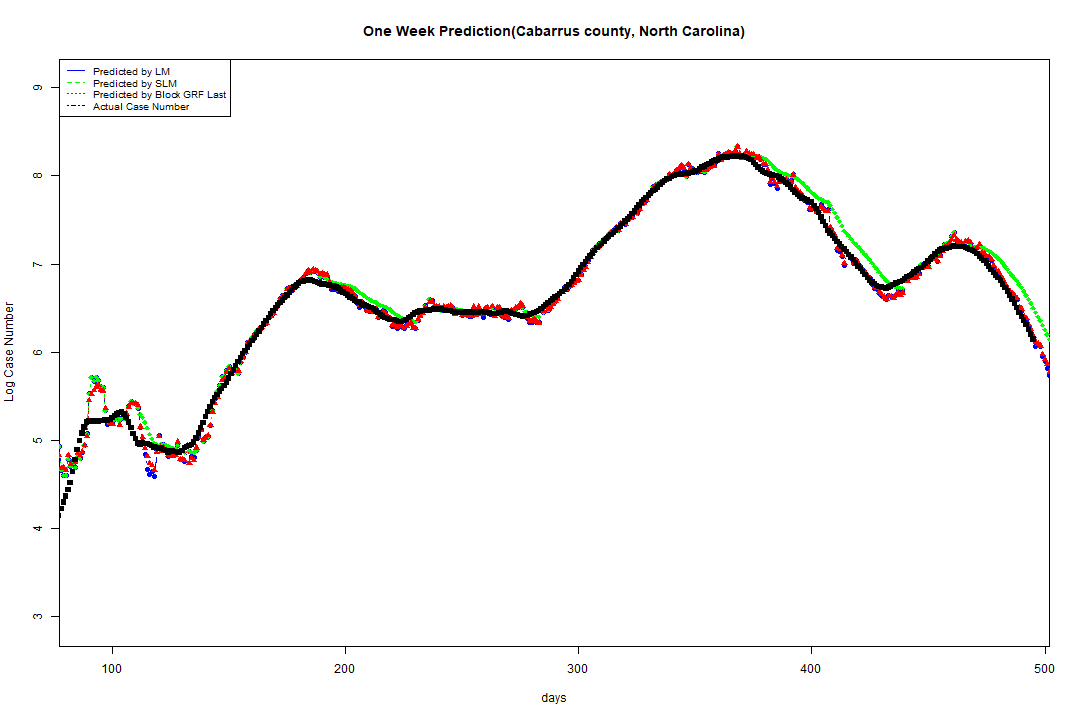 One Week Prediction(Cabarrus county, North Carolina)
Predicted by LM
Predicted by SLM
Predicted by Block GRF Last
Actual Case Number
9
8
7
6
5
4
3
Log Case Number
100 200 300 400 500
days